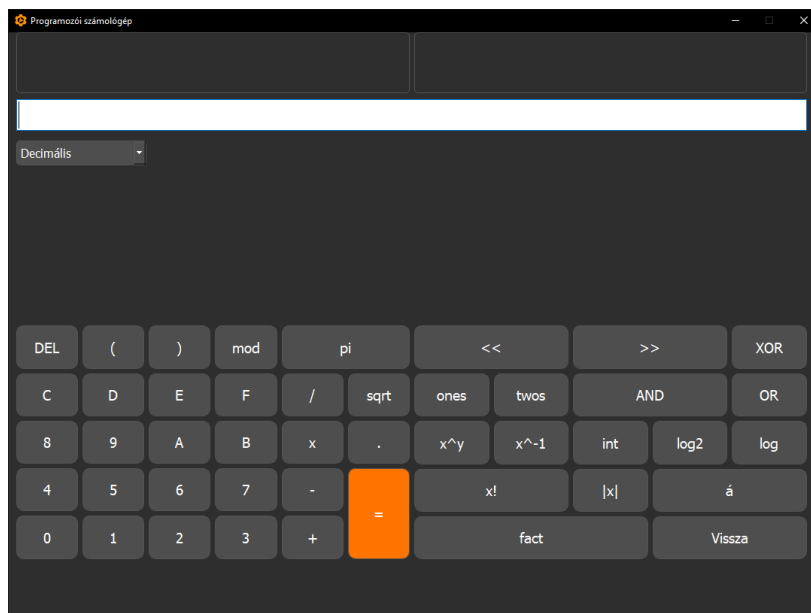 Programozói számológép
Decimális
DEL ( ) mod pi << >> XOR
C D E F / sqrt ones twos AND OR
8 9 A B x . x^y x^-1 int log2 log
4 5 6 7 - = x! |x| á
0 1 2 3 + fact Vissza